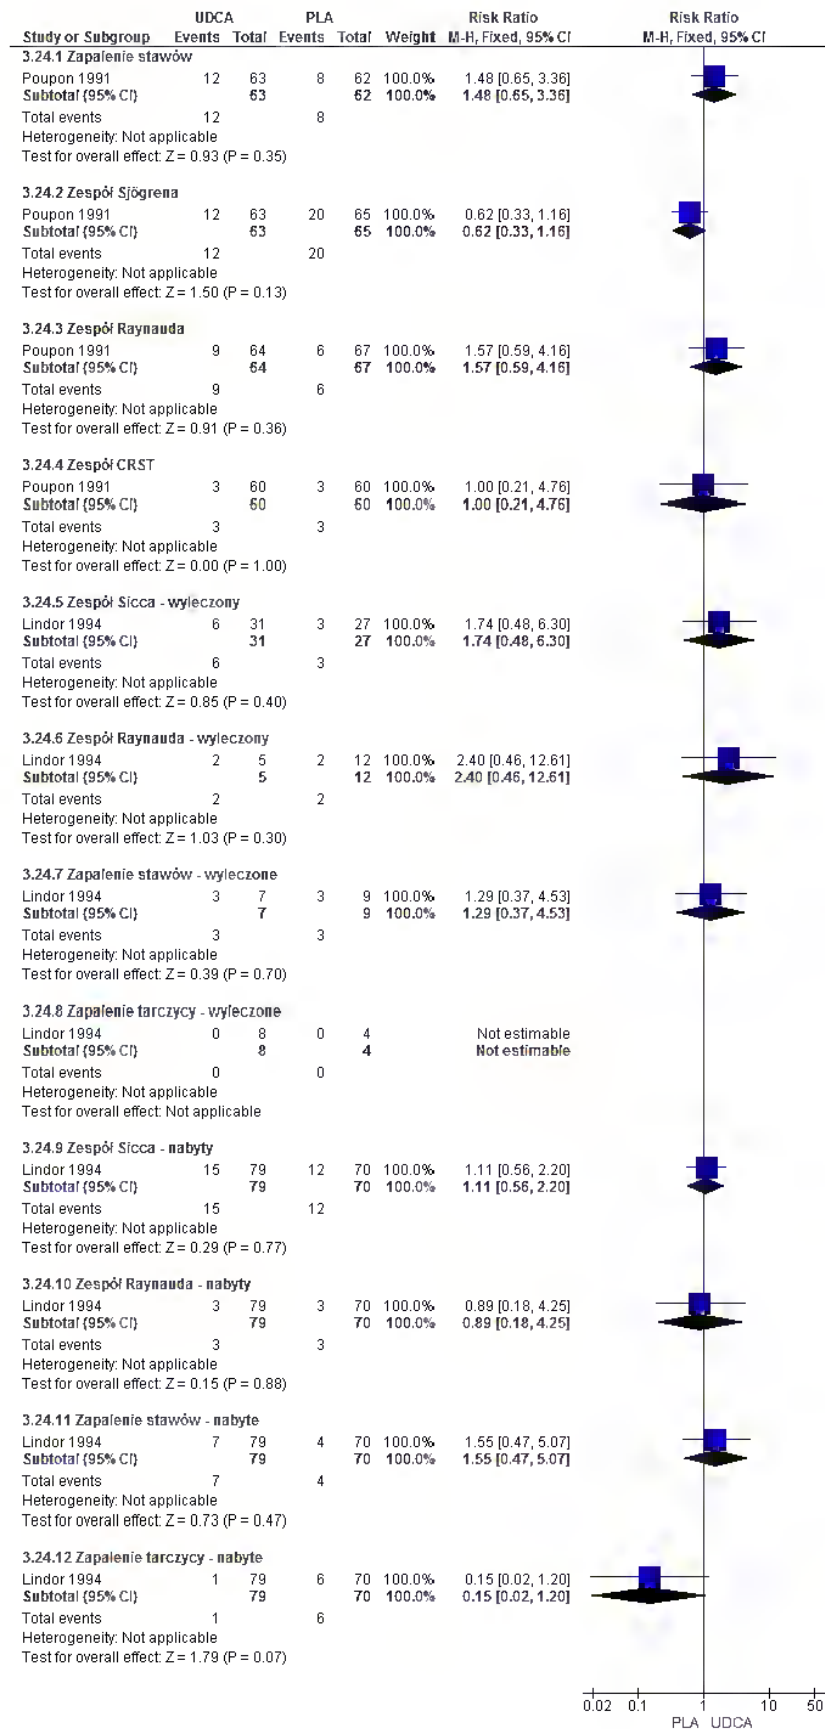 UDCA PLA Risk Ratio Risk Ratio
Study or Subgroup Events Total Events Total Weight M-H, Fixed, 95% CI M-H, Fixed, 95% CI
3.24.1 Zapalenie stawów
Poupon 1991 12 63 8 62 100.0% 1.48 [0.65, 3.36]
Subtotal (95% CI) 63 62 100.0% 1.48 [0.65, 3.36]
Total events 12 8
Heterogeneity: Not applicable
Test for overall effect: Z = 0.93 (P = 0.35)
3.24.2 Zespół Sjögrena
Poupon 1991 12 63 20 65 100.0% 0.62 [0.33, 1.16]
Subtotal (95% CI) 63 65 100.0% 0.62 [0.33, 1.16]
Total events 12 20
Heterogeneity: Not applicable
Test for overall effect: Z = 1.50 (P = 0.13)
3.24.3 Zespół Raynauda
Poupon 1991 9 64 6 67 100.0% 1.57 [0.59, 4.16]
Subtotal (95% CI) 64 67 100.0% 1.57 [0.59, 4.16]
Total events 9 6
Heterogeneity: Not applicable
Test for overall effect: Z = 0.91 (P = 0.36)
3.24.4 Zespół CRST
Poupon 1991 3 60 3 60 100.0% 1.00 [0.21, 4.76]
Subtotal (95% CI) 60 60 100.0% 1.00 [0.21, 4.76]
Total events 3 3
Heterogeneity: Not applicable
Test for overall effect: Z = 0.00 (P = 1.00)
3.24.5 Zespół Sicca - wyleczony
Lindor 1994 6 31 3 27 100.0% 1.74 [0.48, 6.30]
Subtotal (95% CI) 31 27 100.0% 1.74 [0.48, 6.30]
Total events 6 3
Heterogeneity: Not applicable
Test for overall effect: Z = 0.85 (P = 0.40)
3.24.6 Zespół Raynauda - wyleczony
Lindor 1994 2 5 2 12 100.0% 2.40 [0.46, 12.61]
Subtotal (95% CI) 5 12 100.0% 2.40 [0.46, 12.61]
Total events 2 2
Heterogeneity: Not applicable
Test for overall effect: Z = 1.03 (P = 0.30)
3.24.7 Zapalenie stawów - wyleczone
Lindor 1994 3 7 3 9 100.0% 1.29 [0.37, 4.53]
Subtotal (95% CI) 7 9 100.0% 1.29 [0.37, 4.53]
Total events 3 3
Heterogeneity: Not applicable
Test for overall effect: Z = 0.39 (P = 0.70)
3.24.8 Zapalenie tarczycy - wyleczone
Lindor 1994 0 8 0 4 Not estimable
Subtotal (95% CI) 8 4 Not estimable
Total events 0 0
Heterogeneity: Not applicable
Test for overall effect: Not applicable
3.24.9 Zespół Sicca - nabyty
Lindor 1994 15 79 12 70 100.0% 1.11 [0.56, 2.20]
Subtotal (95% CI) 79 70 100.0% 1.11 [0.56, 2.20]
Total events 15 12
Heterogeneity: Not applicable
Test for overall effect: Z = 0.29 (P = 0.77)
3.24.10 Zespół Raynauda - nabyty
Lindor 1994 3 79 3 70 100.0% 0.89 [0.18, 4.25]
Subtotal (95% CI) 79 70 100.0% 0.89 [0.18, 4.25]
Total events 3 3
Heterogeneity: Not applicable
Test for overall effect: Z = 0.15 (P = 0.88)
3.24.11 Zapalenie stawów - nabyte
Lindor 1994 7 79 4 70 100.0% 1.55 [0.47, 5.07]
Subtotal (95% CI) 79 70 100.0% 1.55 [0.47, 5.07]
Total events 7 4
Heterogeneity: Not applicable
Test for overall effect: Z = 0.73 (P = 0.47)
3.24.12 Zapalenie tarczycy - nabyte
Lindor 1994 1 79 6 70 100.0% 0.15 [0.02, 1.20]
Subtotal (95% CI) 79 70 100.0% 0.15 [0.02, 1.20]
Total events 1 6
Heterogeneity: Not applicable
Test for overall effect: Z = 1.79 (P = 0.07)
0.02 0.1 1 10 50
PLA UDCA